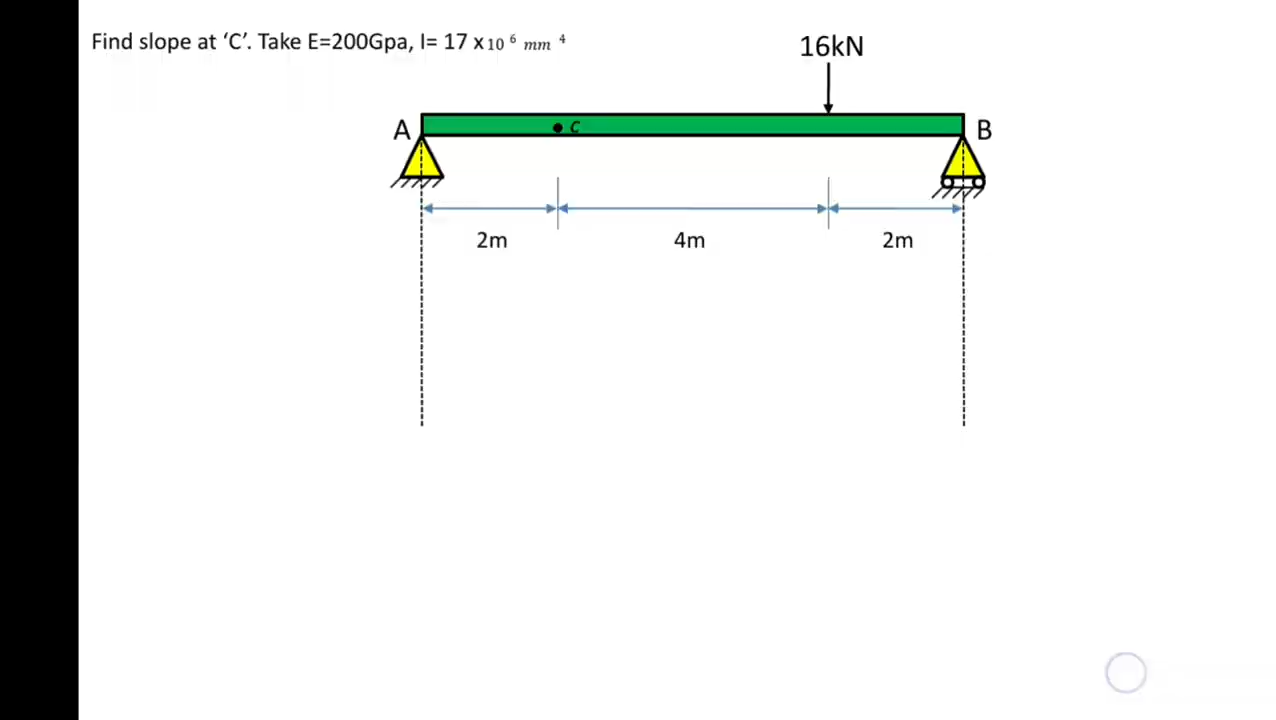 Find slope at ‘C’. Take E=200Gpa, I= 17 x 10 ⁶ mm ⁴
16kN
A
C
B
2m
4m
2m